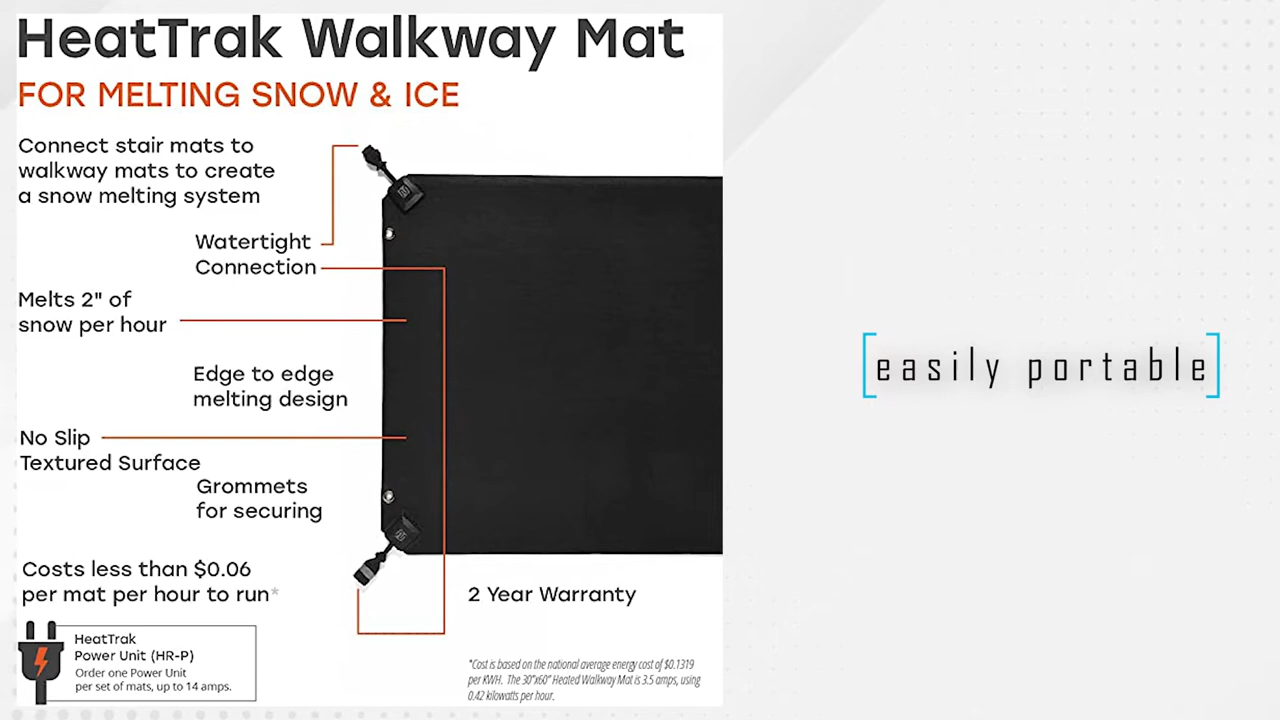 HeatTrak Walkway Mat
FOR MELTING SNOW & ICE
Connect stair mats to
walkway mats to create
a snow melting system
Watertight
Connection
Melts 2" of
snow per hour
Edge to edge
melting design
No Slip
Textured Surface
Grommets
for securing
Costs less than $0.06
per mat per hour to run*
2 Year Warranty
HeatTrak
Power Unit (HR-P)
Order one Power Unit
per set of mats, up to 14 amps.
*Cost is based on the national average energy cost of $0.1319
per KWH. The 30"x60" Heated Walkway Mat is 3.5 amps, using
0.42 kilowatts per hour.
[easily portable]